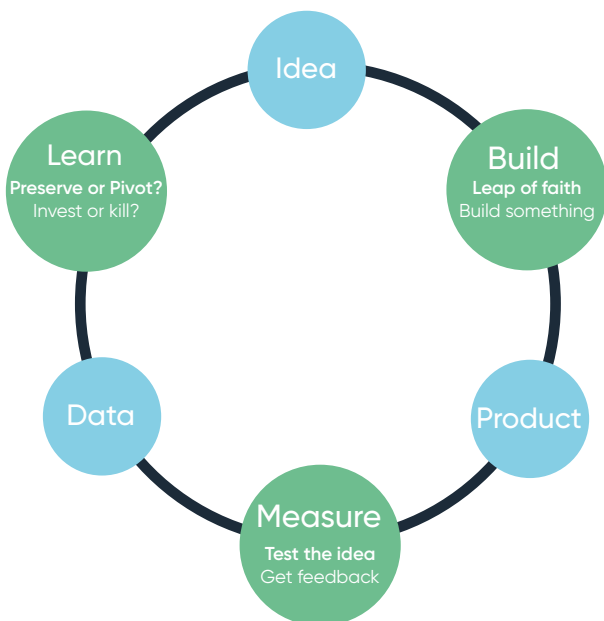 Idea
Build
Leap of faith
Build something
Product
Measure
Test the idea
Get feedback
Data
Learn
Preserve or Pivot?
Invest or kill?